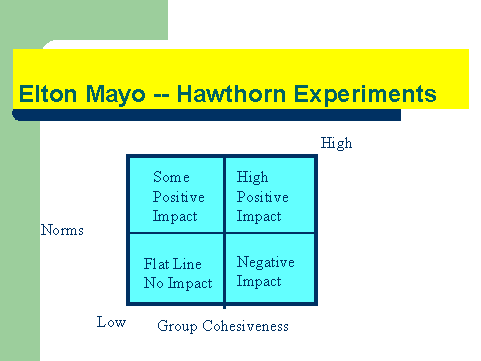 Elton Mayo -- Hawthorn Experiments
High
Some
Positive
Impact
High
Positive
Impact
Norms
Flat Line
No Impact
Negative
Impact
Low
Group Cohesiveness